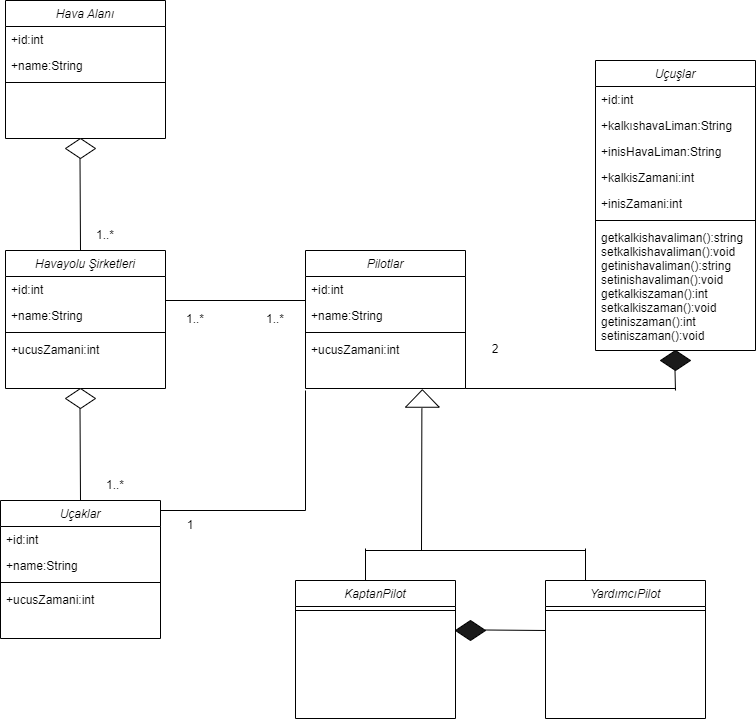 Hava Alanı
+id:int
+name:String
1..*
Havayolu Şirketleri
+id:int
+name:String
+ucusZamani:int
1..*
1..*
Pilotlar
+id:int
+name:String
+ucusZamani:int
2
Uçuşlar
+id:int
+kalkıshavaLiman:String
+inisHavaLiman:String
+kalkisZamani:int
+inisZamani:int
getkalkishavaliman():string
setkalkishavaliman():void
getinishavaliman():string
setinishavaliman():void
getkalkiszaman():int
setkalkiszaman():void
getiniszaman():int
setiniszaman():void
1..*
Uçaklar
+id:int
+name:String
+ucusZamani:int
1
KaptanPilot
YardımcıPilot